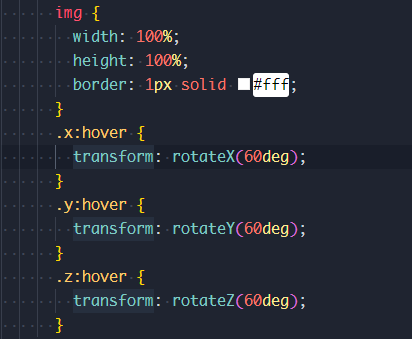 img {
width: 100%;
height: 100%;
border: 1px solid #fff;
}
.x:hover {
transform: rotateX(60deg);
}
.y:hover {
transform: rotateY(60deg);
}
.z:hover {
transform: rotateZ(60deg);
}